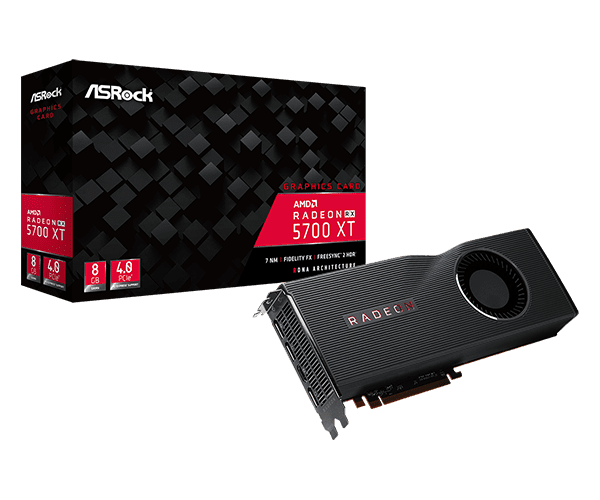 ASRock
GRAPHICS
CARD
AMD
RADEON RX
5700 XT
8
GB
4.0
PCIe
ASRock
GRAPHICS CARD
AMD
RADEON RX
5700 XT
7 NM | FIDELITY FX | FREESYNC 2 HDR
RDNA ARCHITECTURE
8
GB
4.0
PCIe
RADEON